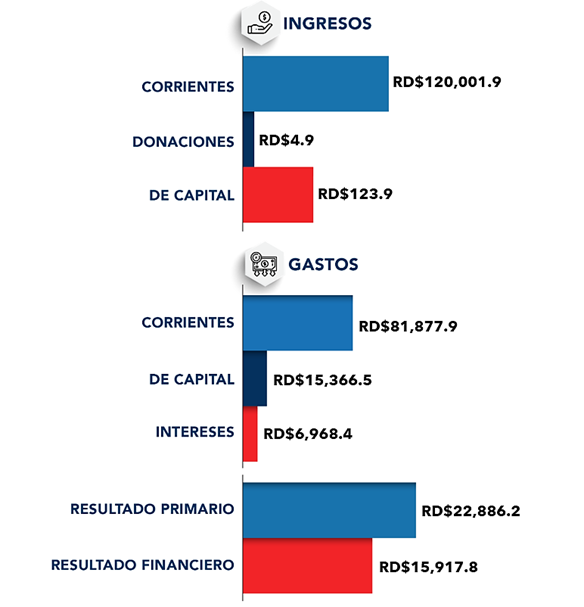 INGRESOS
CORRIENTES RD$120,001.9
DONACIONES RD$4.9
DE CAPITAL RD$123.9
GASTOS
CORRIENTES RD$81,877.9
DE CAPITAL RD$15,366.5
INTERESES RD$6,968.4
RESULTADO PRIMARIO RD$22,886.2
RESULTADO FINANCIERO RD$15,917.8